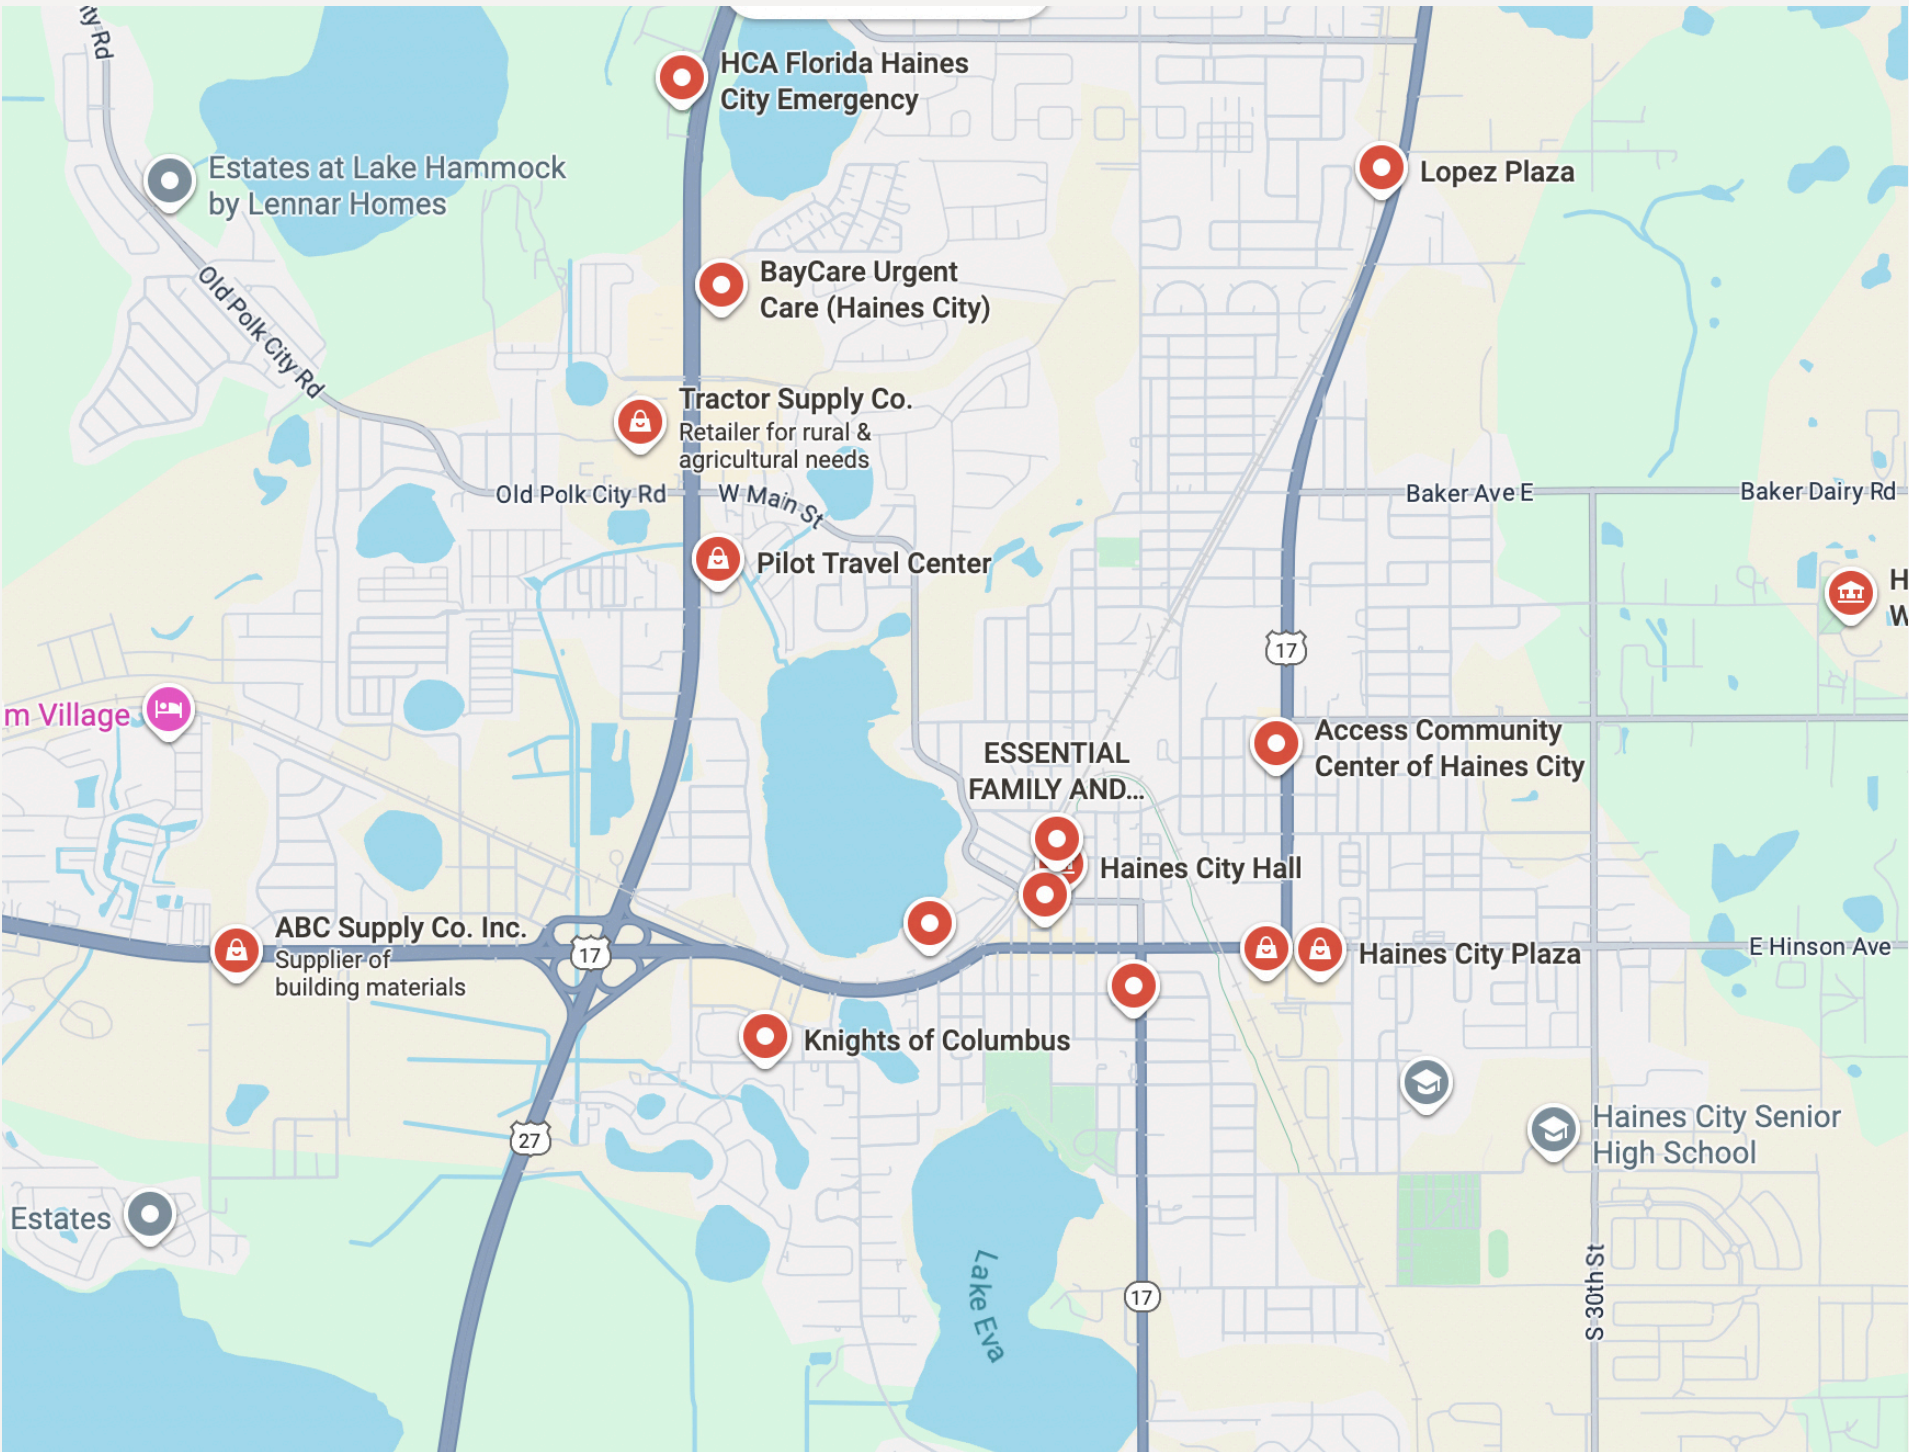 ty Rd
HCA Florida Haines
City Emergency
Estates at Lake Hammock
by Lennar Homes
Lopez Plaza
BayCare Urgent
Care (Haines City)
Old Polk City Rd
Tractor Supply Co.
Retailer for rural &
agricultural needs
Old Polk City Rd
W Main St
Baker Ave E
Baker Dairy Rd
Pilot Travel Center
H
W
17
m Village
Access Community
Center of Haines City
ESSENTIAL
FAMILY AND...
Haines City Hall
ABC Supply Co. Inc.
Supplier of
building materials
17
Haines City Plaza
E Hinson Ave
Knights of Columbus
27
Haines City Senior
High School
Estates
Lake Eva
17
S 30th St